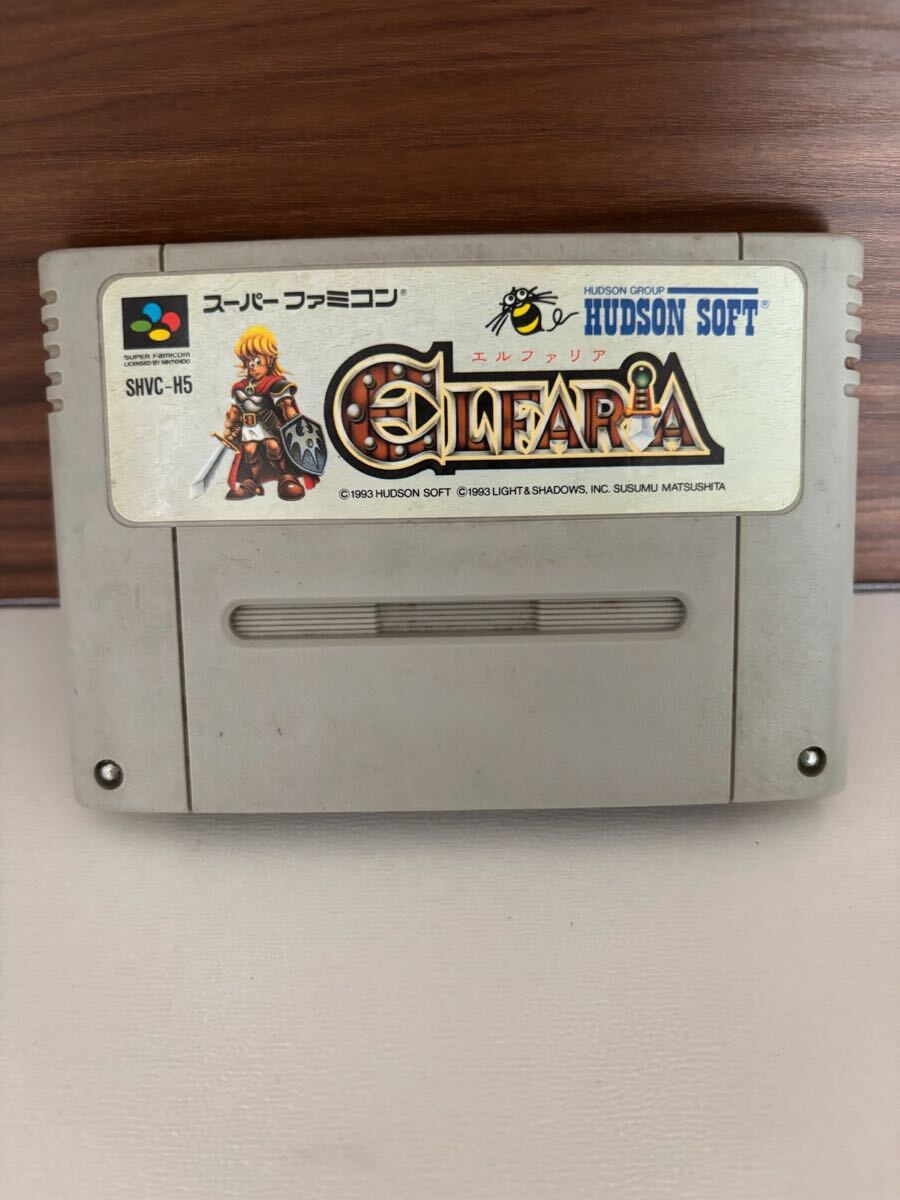 スーパーファミコン®
SUPER FAMICOM
LICENSED BY NINTENDO
SHVC-H5
HUDSON GROUP
HUDSON SOFT®
エルファリア
ELFARIA
©1993 HUDSON SOFT ©1993 LIGHT & SHADOWS, INC. SUSUMU MATSUSHITA